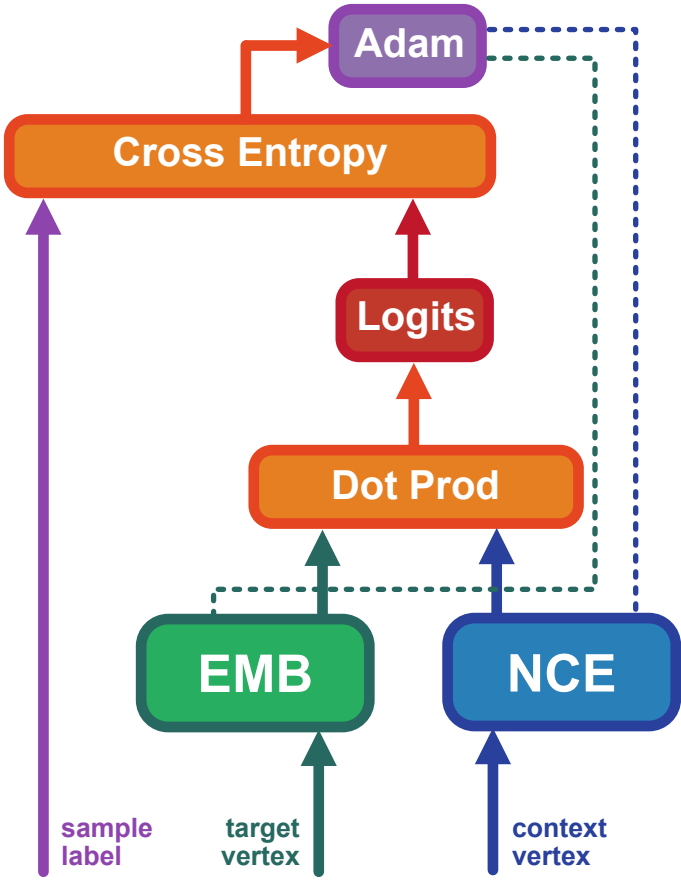 Adam
Cross Entropy
Logits
Dot Prod
EMB
NCE
sample
label
target
vertex
context
vertex